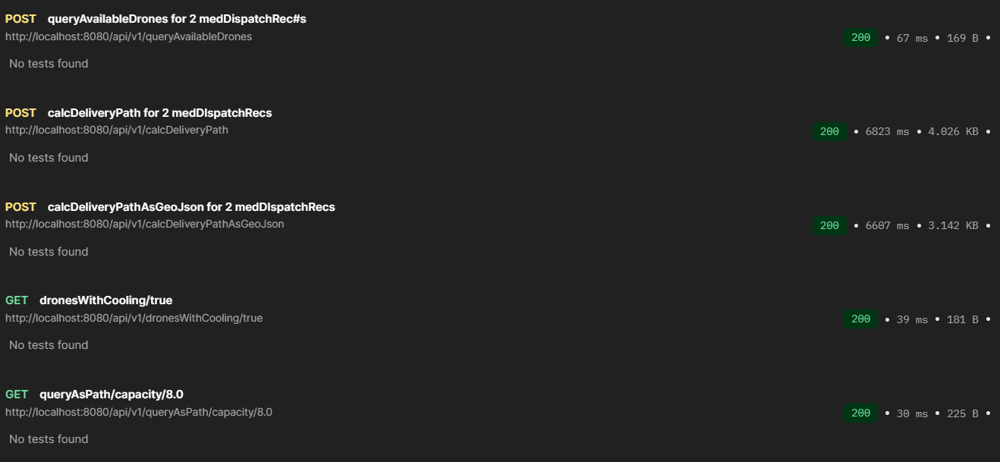 POST queryAvailableDrones for 2 medDispatchRec#s
http://localhost:8080/api/v1/queryAvailableDrones
200 • 67 ms • 169 B •
No tests found
POST calcDeliveryPath for 2 medDIspatchRecs
http://localhost:8080/api/v1/calcDeliveryPath
200 • 6823 ms • 4.026 KB •
No tests found
POST calcDeliveryPathAsGeoJson for 2 medDIspatchRecs
http://localhost:8080/api/v1/calcDeliveryPathAsGeoJson
200 • 6607 ms • 3.142 KB •
No tests found
GET dronesWithCooling/true
http://localhost:8080/api/v1/dronesWithCooling/true
200 • 39 ms • 181 B •
No tests found
GET queryAsPath/capacity/8.0
http://localhost:8080/api/v1/queryAsPath/capacity/8.0
200 • 30 ms • 225 B •
No tests found